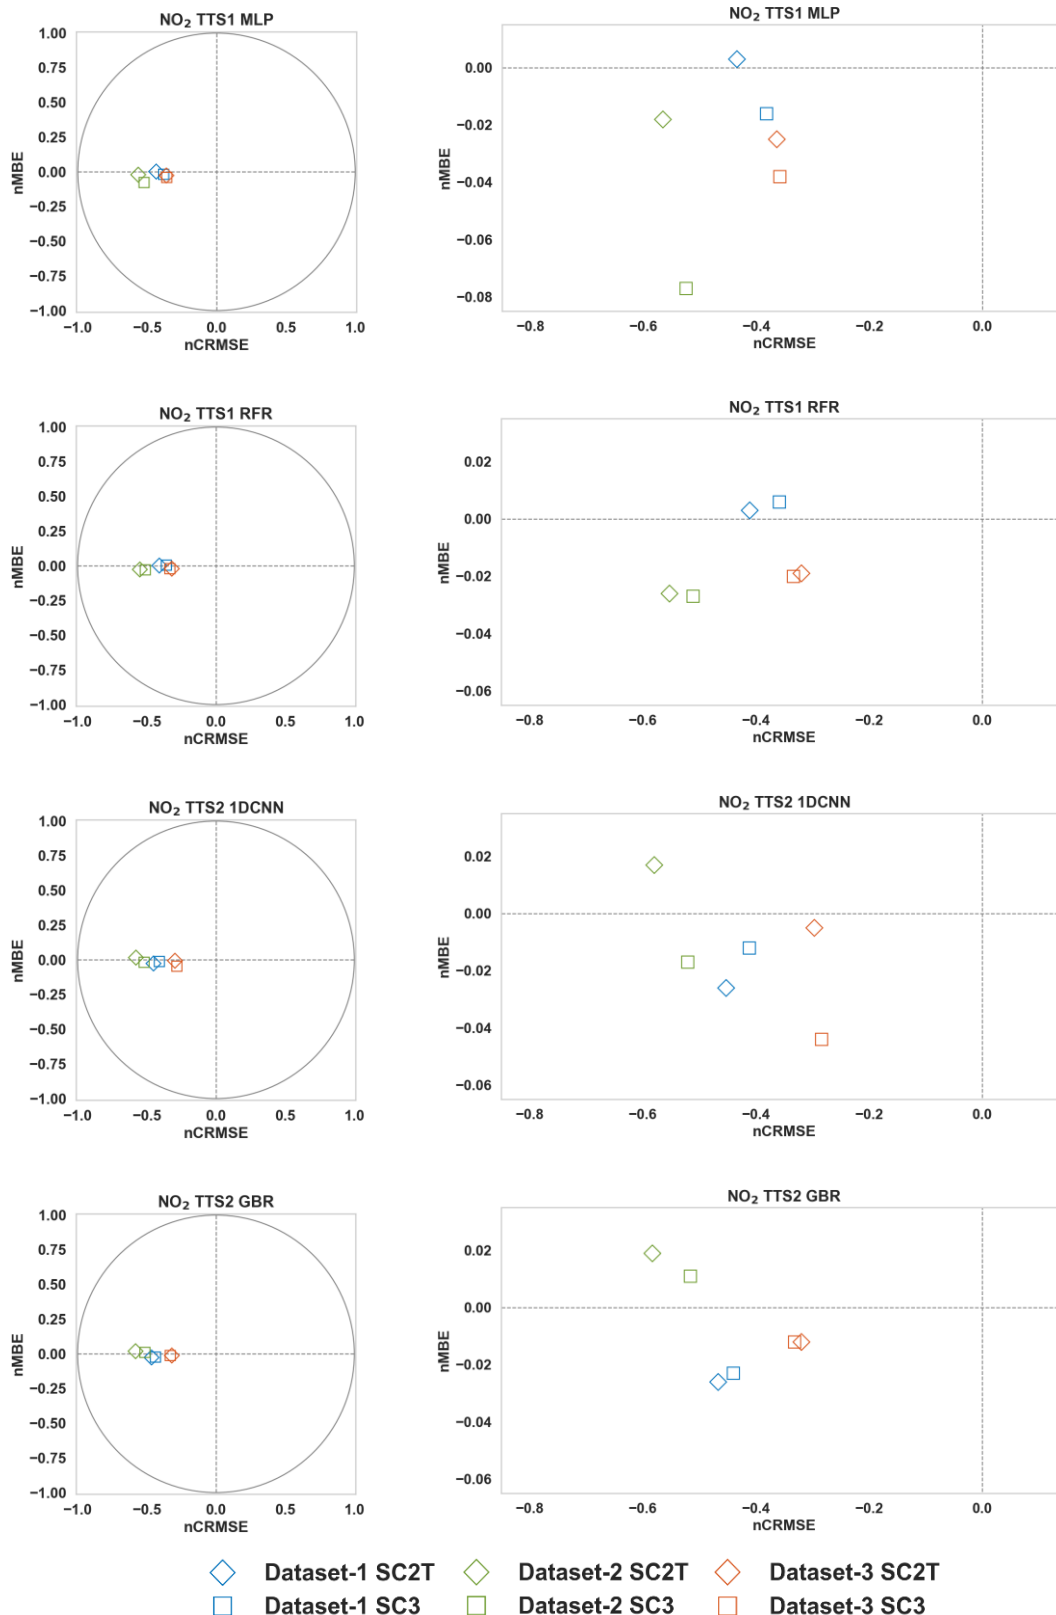 NO₂ TTS1 MLP
1.00
0.75
0.50
0.25
0.00
−0.25
−0.50
−0.75
−1.00
nMBE
−1.0 −0.5 0.0 0.5 1.0
nCRMSE
NO₂ TTS1 MLP
0.00
−0.02
−0.04
−0.06
−0.08
nMBE
−0.8 −0.6 −0.4 −0.2 0.0
nCRMSE
NO₂ TTS1 RFR
1.00
0.75
0.50
0.25
0.00
−0.25
−0.50
−0.75
−1.00
nMBE
−1.0 −0.5 0.0 0.5 1.0
nCRMSE
NO₂ TTS1 RFR
0.02
0.00
−0.02
−0.04
−0.06
nMBE
−0.8 −0.6 −0.4 −0.2 0.0
nCRMSE
NO₂ TTS2 1DCNN
1.00
0.75
0.50
0.25
0.00
−0.25
−0.50
−0.75
−1.00
nMBE
−1.0 −0.5 0.0 0.5 1.0
nCRMSE
NO₂ TTS2 1DCNN
0.02
0.00
−0.02
−0.04
−0.06
nMBE
−0.8 −0.6 −0.4 −0.2 0.0
nCRMSE
NO₂ TTS2 GBR
1.00
0.75
0.50
0.25
0.00
−0.25
−0.50
−0.75
−1.00
nMBE
−1.0 −0.5 0.0 0.5 1.0
nCRMSE
NO₂ TTS2 GBR
0.02
0.00
−0.02
−0.04
−0.06
nMBE
−0.8 −0.6 −0.4 −0.2 0.0
nCRMSE
Dataset-1 SC2T Dataset-2 SC2T Dataset-3 SC2T
Dataset-1 SC3 Dataset-2 SC3 Dataset-3 SC3